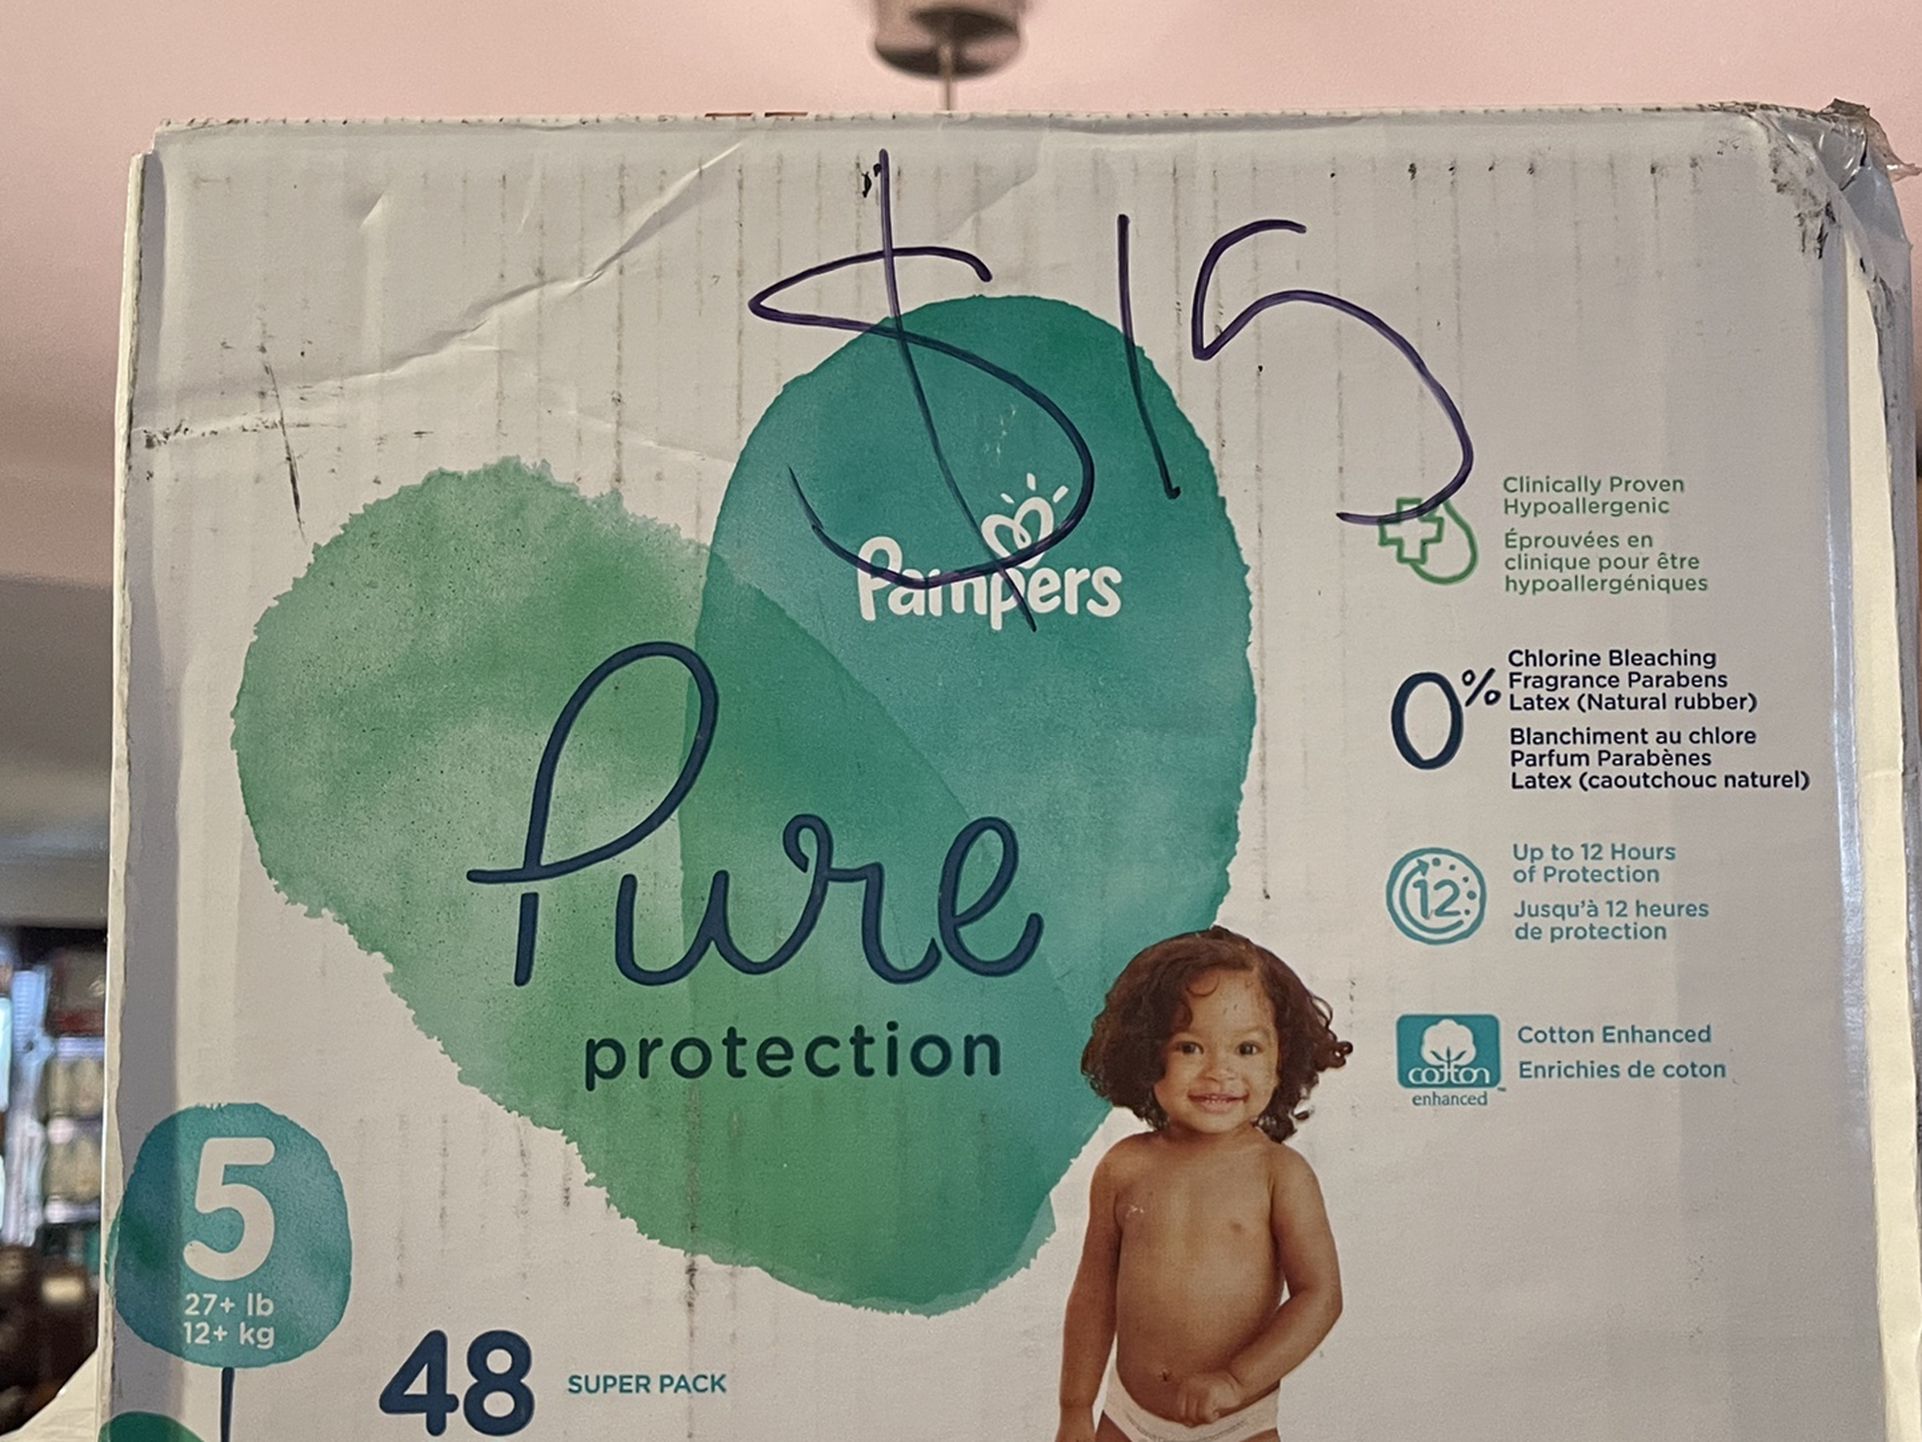 $15
Pampers
Pure
protection
Clinically Proven
Hypoallergenic
Éprouvées en
clinique pour être
hypoallergéniques
0%
Chlorine Bleaching
Fragrance Parabens
Latex (Natural rubber)
Blanchiment au chlore
Parfum Parabènes
Latex (caoutchouc naturel)
12
Up to 12 Hours
of Protection
Jusqu'à 12 heures
de protection
cotton
enhanced
Cotton Enhanced
Enrichies de coton
5
27+ lb
12+ kg
48 SUPER PACK